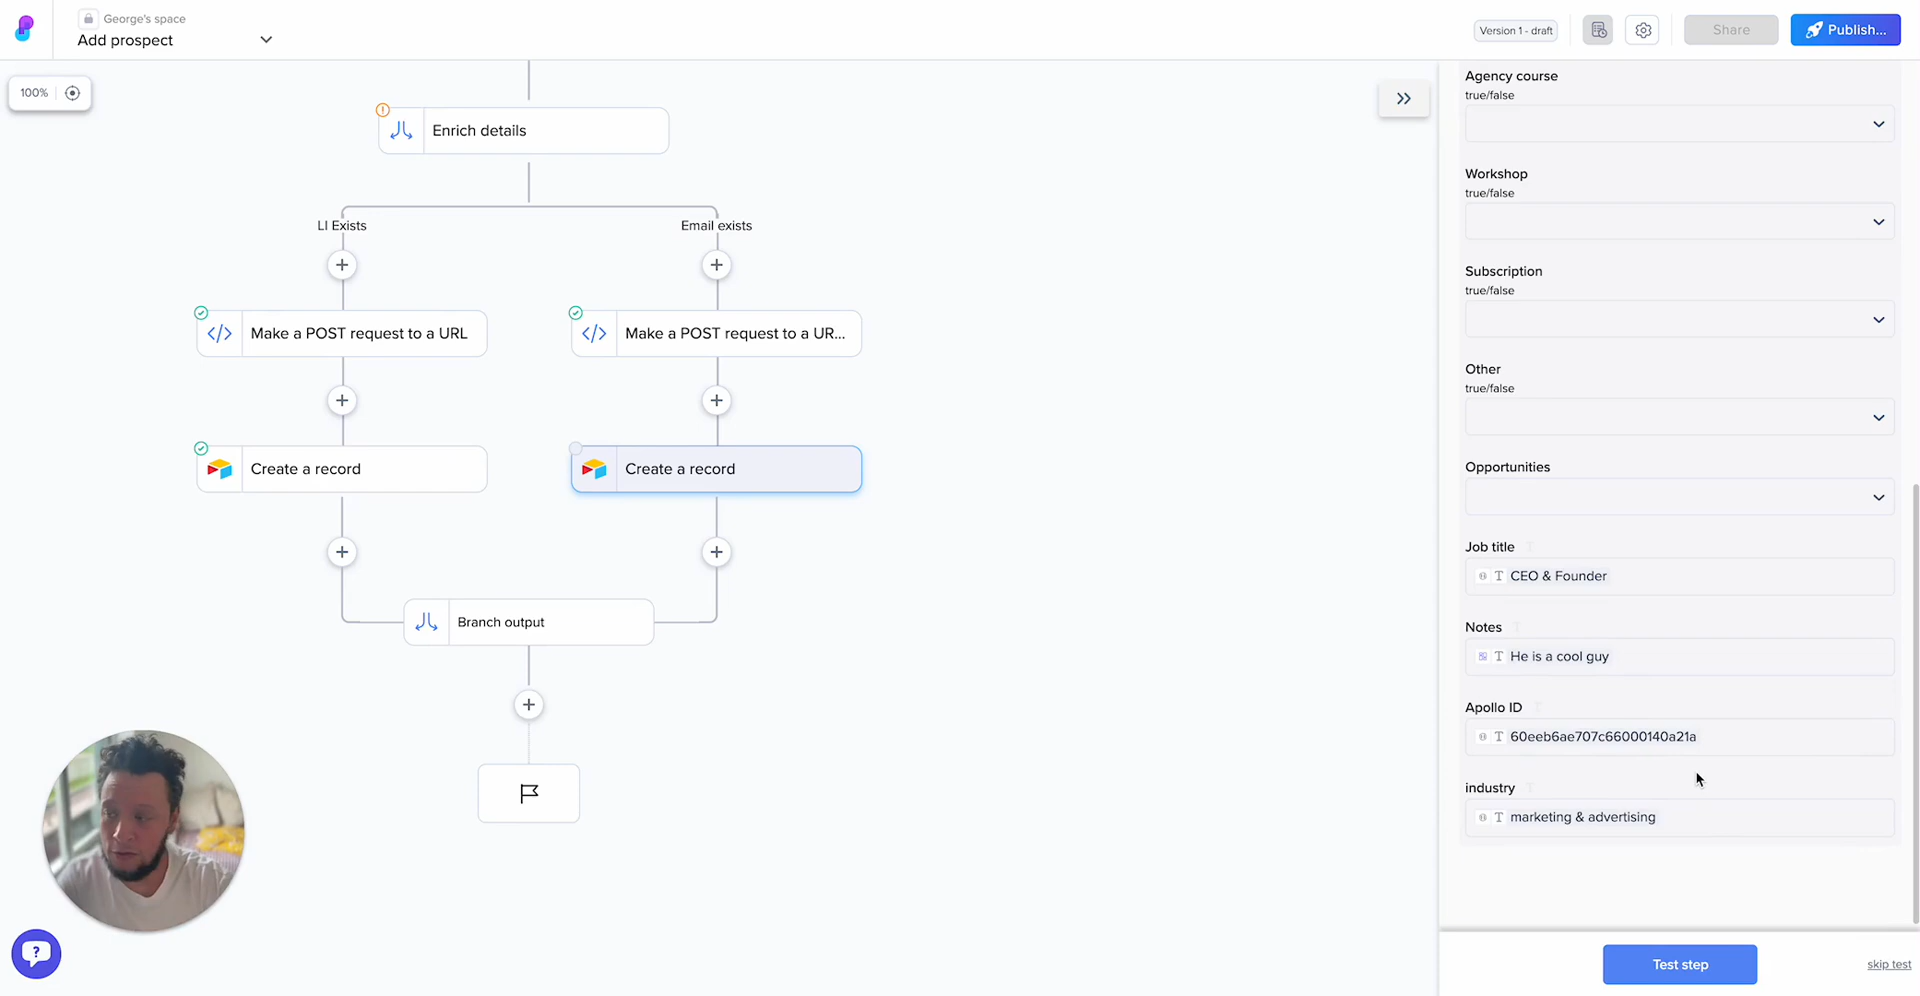 George's space
Add prospect
Version 1 - draft
Share
Publish...
100%
Enrich details
LI Exists
Email exists
Make a POST request to a URL
Make a POST request to a UR...
Create a record
Create a record
Branch output
Agency course
true/false
Workshop
true/false
Subscription
true/false
Other
true/false
Opportunities
Job title T
T CEO & Founder
Notes T
T He is a cool guy
Apollo ID T
T 60eeb6ae707c66000140a21a
industry T
T marketing & advertising
Test step
skip test